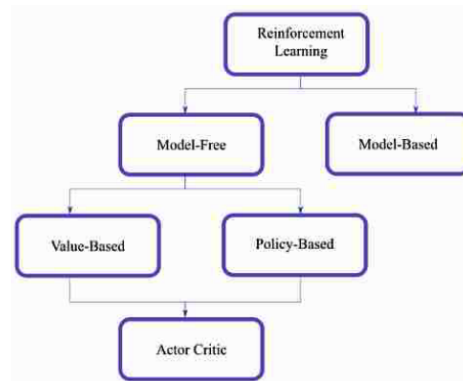 Reinforcement
Learning
Model-Free
Model-Based
Value-Based
Policy-Based
Actor Critic